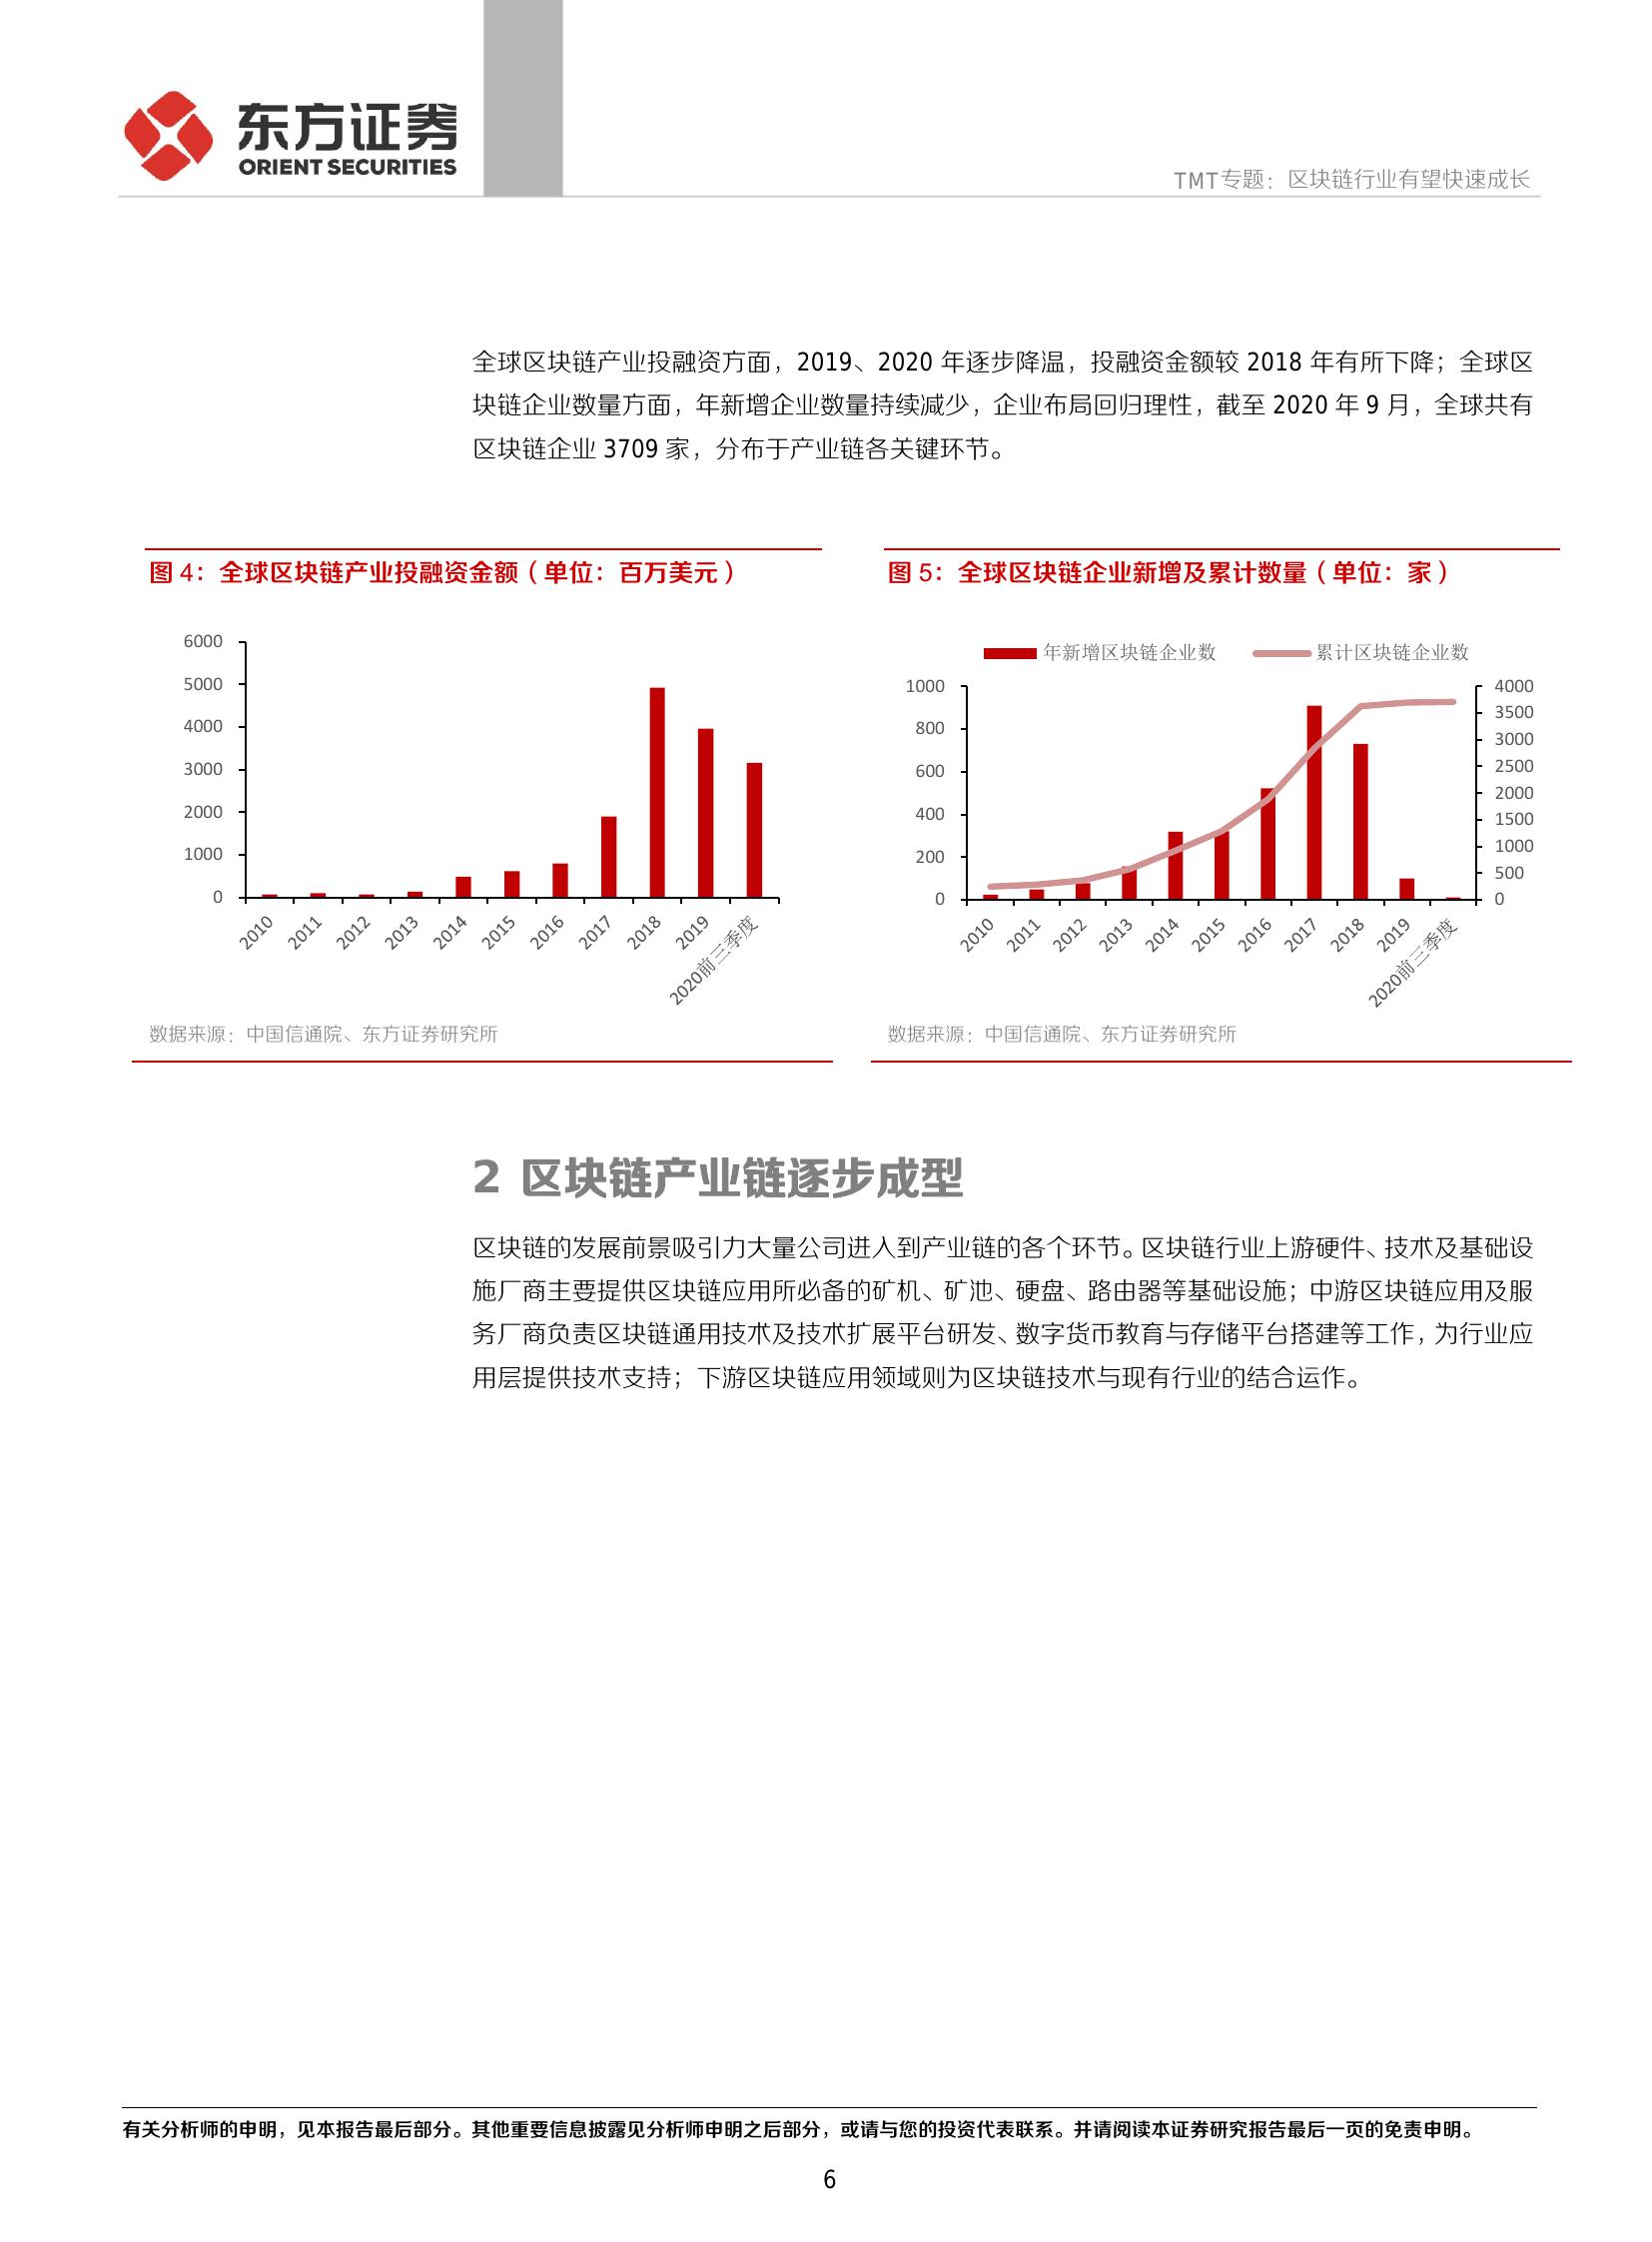 东方证券
ORIENT SECURITIES
TMT专题：区块链行业有望快速成长
全球区块链产业投融资方面，2019、2020 年逐步降温，投融资金额较 2018 年有所下降；全球区
块链企业数量方面，年新增企业数量持续减少，企业布局回归理性，截至 2020 年 9 月，全球共有
区块链企业 3709 家，分布于产业链各关键环节。
图 4：全球区块链产业投融资金额（单位：百万美元）
6000
5000
4000
3000
2000
1000
0
2010
2011
2012
2013
2014
2015
2016
2017
2018
2019
2020前三季度
数据来源：中国信通院、东方证券研究所
图 5：全球区块链企业新增及累计数量（单位：家）
年新增区块链企业数
累计区块链企业数
1000
800
600
400
200
0
4000
3500
3000
2500
2000
1500
1000
500
0
2010
2011
2012
2013
2014
2015
2016
2017
2018
2019
2020前三季度
数据来源：中国信通院、东方证券研究所
2 区块链产业链逐步成型
区块链的发展前景吸引力大量公司进入到产业链的各个环节。区块链行业上游硬件、技术及基础设
施厂商主要提供区块链应用所必备的矿机、矿池、硬盘、路由器等基础设施；中游区块链应用及服
务厂商负责区块链通用技术及技术扩展平台研发、数字货币教育与存储平台搭建等工作，为行业应
用层提供技术支持；下游区块链应用领域则为区块链技术与现有行业的结合运作。
有关分析师的申明，见本报告最后部分。其他重要信息披露见分析师申明之后部分，或请与您的投资代表联系。并请阅读本证券研究报告最后一页的免责申明。
6